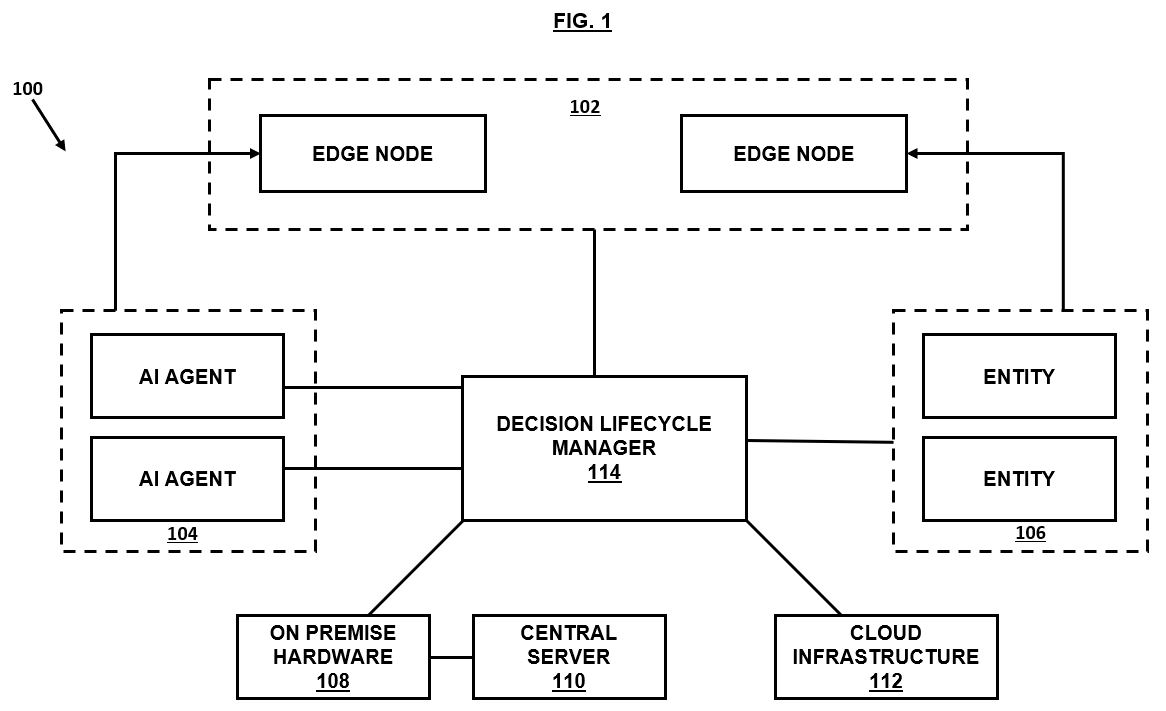 FIG. 1
100
102
EDGE NODE
EDGE NODE
AI AGENT
AI AGENT
104
DECISION LIFECYCLE
MANAGER
114
ENTITY
ENTITY
106
ON PREMISE
HARDWARE
108
CENTRAL
SERVER
110
CLOUD
INFRASTRUCTURE
112